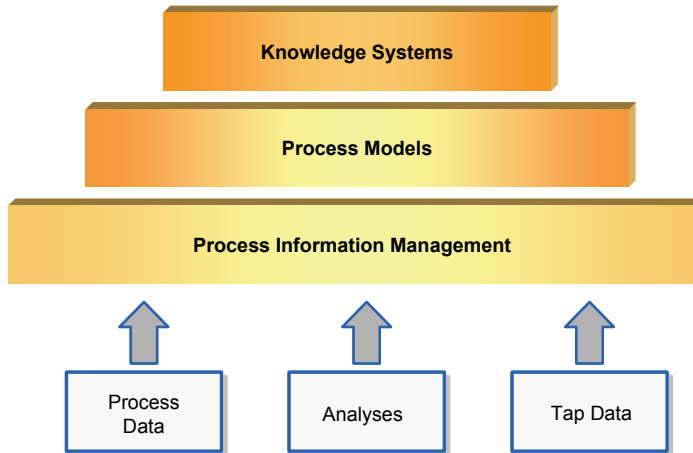 Knowledge Systems
Process Models
Process Information Management
Process
Data
Analyses
Tap Data